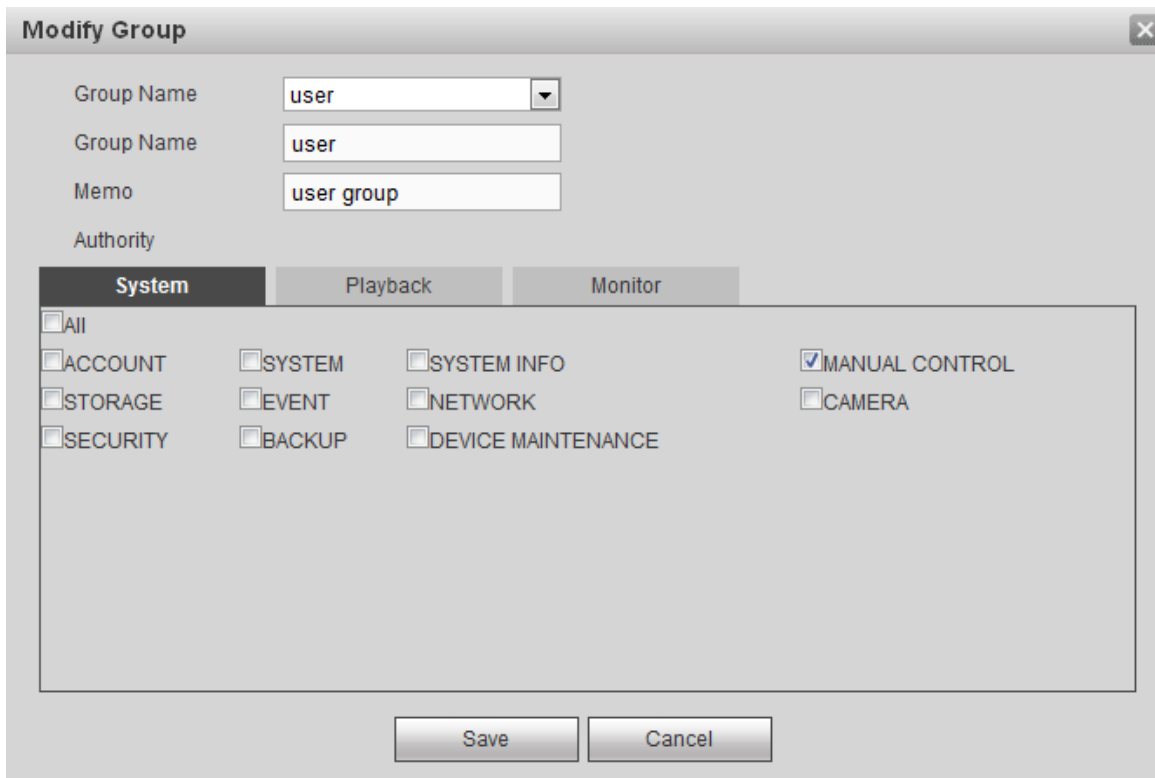 Modify Group
Group Name user
Group Name user
Memo user group
Authority
System Playback Monitor
All
ACCOUNT SYSTEM SYSTEM INFO MANUAL CONTROL
STORAGE EVENT NETWORK CAMERA
SECURITY BACKUP DEVICE MAINTENANCE
Save Cancel